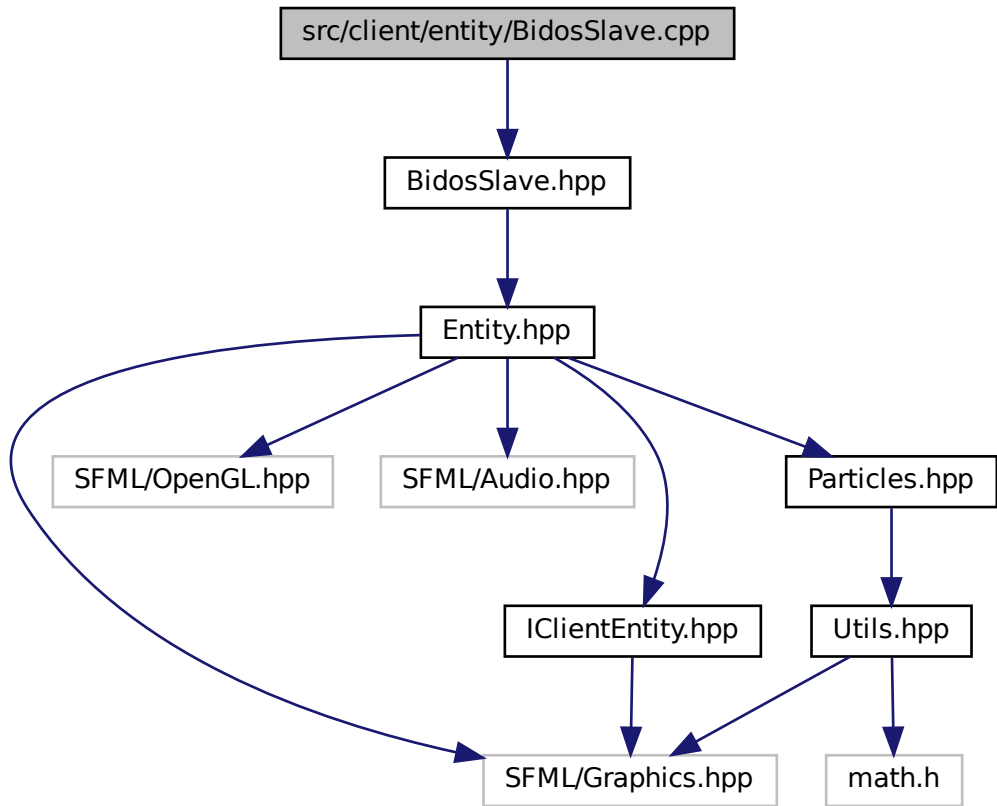 src/client/entity/BidosSlave.cpp
BidosSlave.hpp
Entity.hpp
SFML/OpenGL.hpp
SFML/Audio.hpp
Particles.hpp
IClientEntity.hpp
Utils.hpp
SFML/Graphics.hpp
math.h